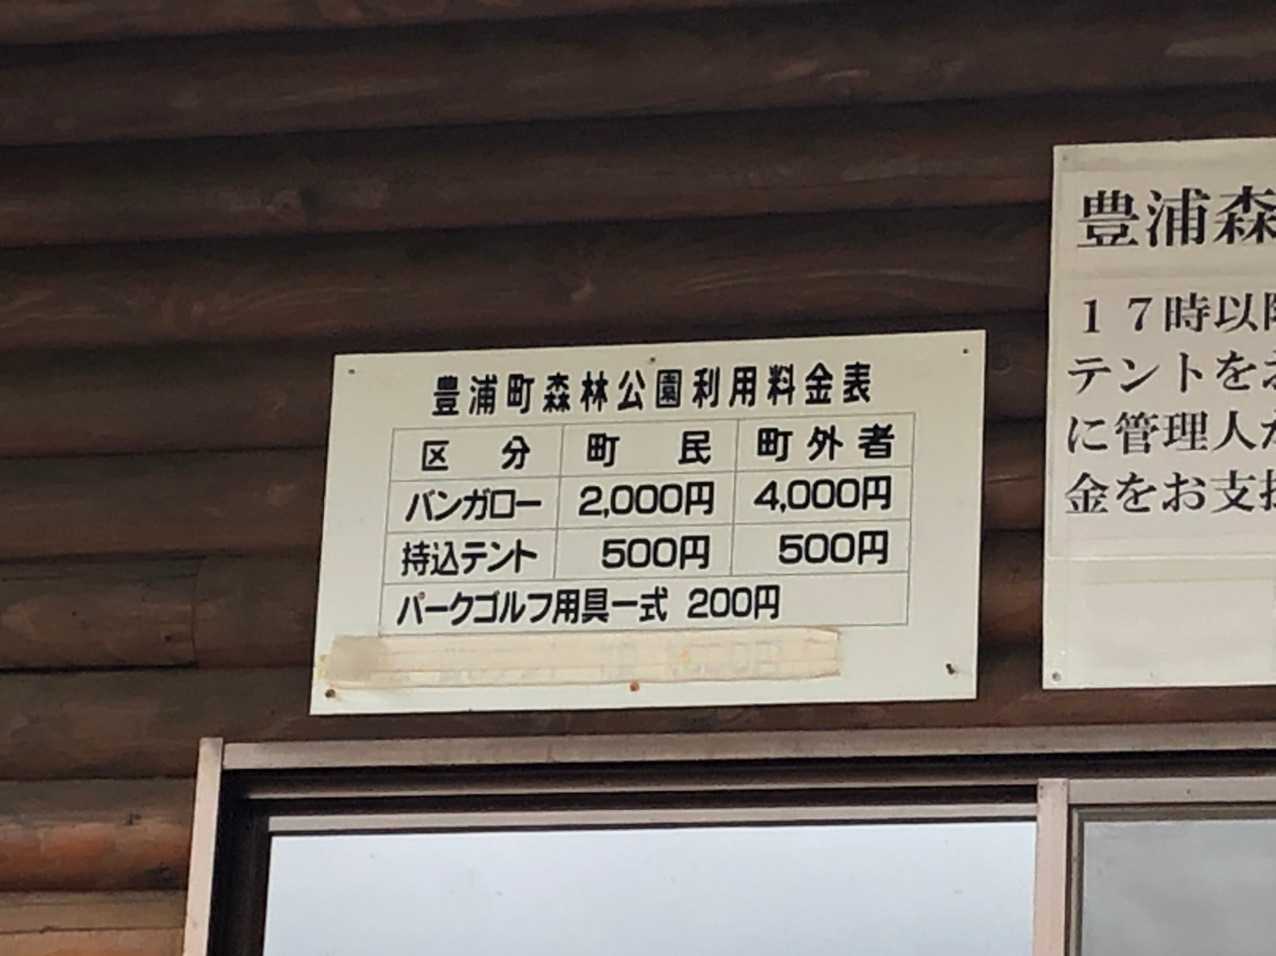 豊浦町森林公園利用料金表
区分 町民 町外者
バンガロー 2,000円 4,000円
持込テント 500円 500円
パークゴルフ用具一式 200円
豊浦森
１７時以降
テントをお
に管理人が
金をお支払